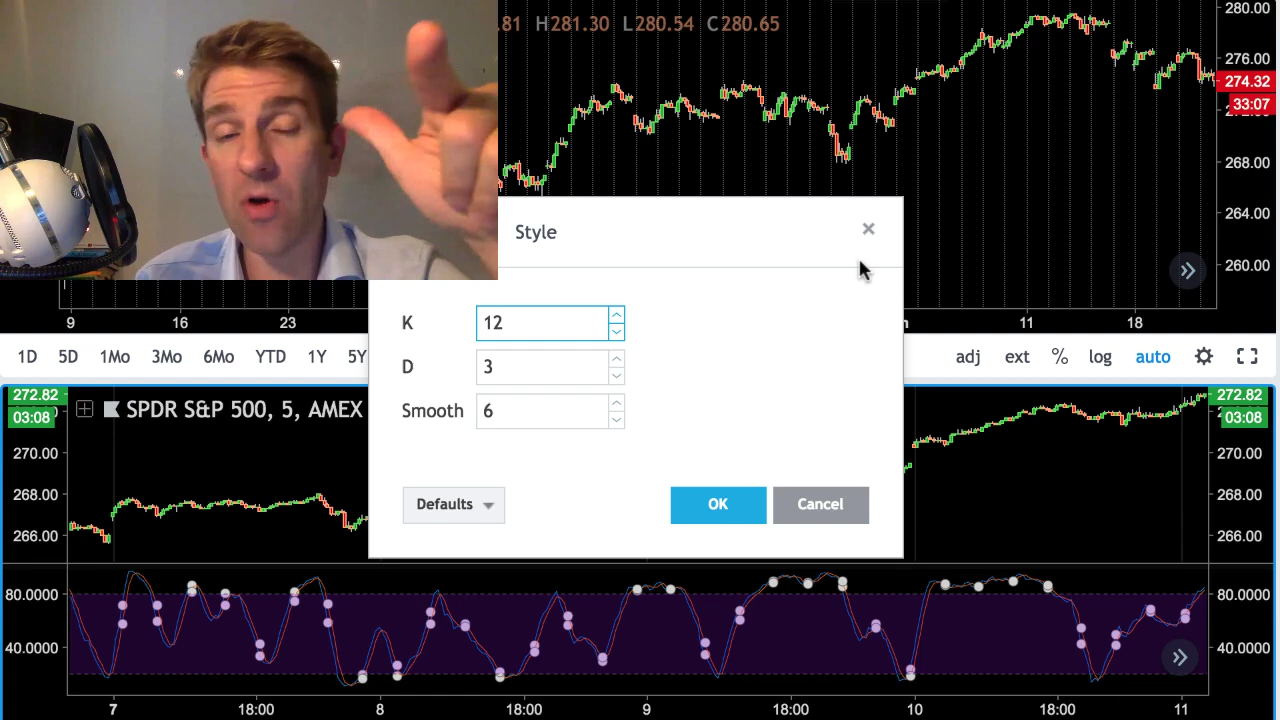 .81 H281.30 L280.54 C280.65
280.00
276.00
274.32
33:07
268.00
264.00
260.00
Style
×
K 12
D 3
Smooth 6
Defaults
OK
Cancel
9 16 23 11 18
1D 5D 1Mo 3Mo 6Mo YTD 1Y 5Y
adj ext % log auto
272.82
03:08
SPDR S&P 500, 5, AMEX
270.00
268.00
266.00
272.82
03:08
270.00
268.00
266.00
80.0000
40.0000
80.0000
40.0000
7 18:00 8 18:00 9 18:00 10 18:00 11